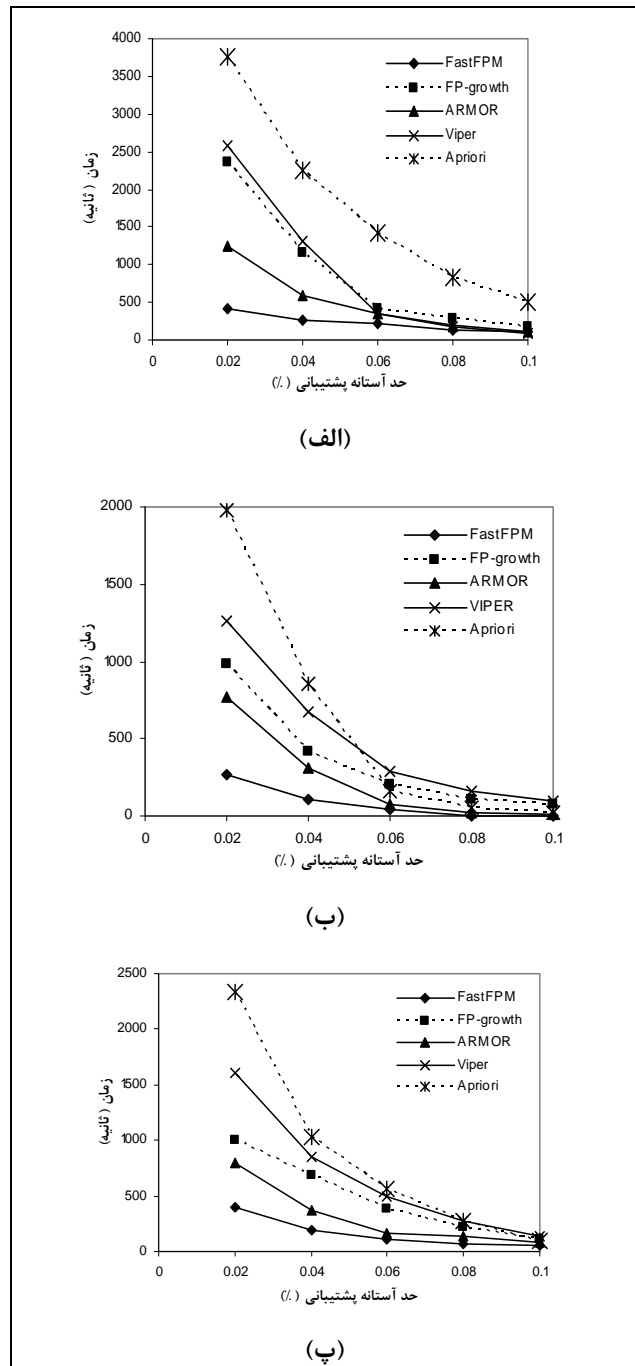 4000
3500
3000
2500
2000
1500
1000
500
0
زمان ( ثانیه)
FastFPM
FP-growth
ARMOR
Viper
Apriori
0 0.02 0.04 0.06 0.08 0.1
حد آستانه پشتیبانی (٪)
(الف)
2000
1500
1000
500
0
زمان ( ثانیه)
FastFPM
FP-growth
ARMOR
VIPER
Apriori
0 0.02 0.04 0.06 0.08 0.1
حد آستانه پشتیبانی (٪)
(ب)
2500
2000
1500
1000
500
0
زمان ( ثانیه)
FastFPM
FP-growth
ARMOR
Viper
Apriori
0 0.02 0.04 0.06 0.08 0.1
حد آستانه پشتیبانی (٪)
(پ)